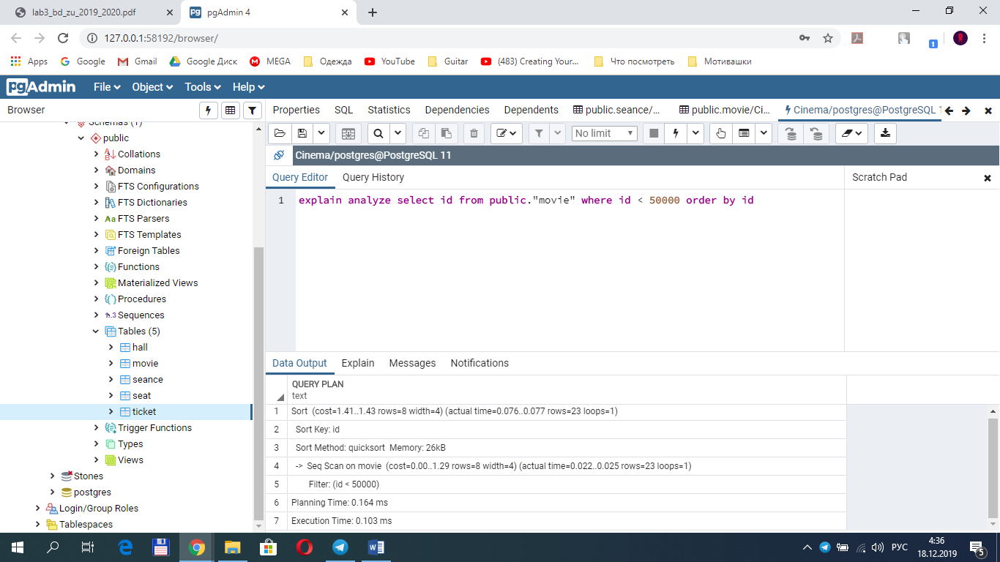 lab3_bd_zu_2019_2020.pdf
pgAdmin 4
127.0.0.1:58192/browser/
1
Apps Google Gmail Google Диск MEGA Одежда YouTube Guitar (483) Creating Your... Что посмотреть Мотивашки
pgAdmin File Object Tools Help
Browser
Schemas (1)
public
Collations
Domains
FTS Configurations
FTS Dictionaries
FTS Parsers
FTS Templates
Foreign Tables
Functions
Materialized Views
Procedures
Sequences
Tables (5)
hall
movie
seance
seat
ticket
Trigger Functions
Types
Views
Stones
postgres
Login/Group Roles
Tablespaces
Properties SQL Statistics Dependencies Dependents public.seance/... public.movie/Ci... Cinema/postgres@PostgreSQL 1
No limit
Cinema/postgres@PostgreSQL 11
Query Editor Query History
Scratch Pad
1 explain analyze select id from public."movie" where id < 50000 order by id
Data Output Explain Messages Notifications
QUERY PLAN
text
1 Sort (cost=1.41..1.43 rows=8 width=4) (actual time=0.076..0.077 rows=23 loops=1)
2 Sort Key: id
3 Sort Method: quicksort Memory: 26kB
4 -> Seq Scan on movie (cost=0.00..1.29 rows=8 width=4) (actual time=0.022..0.025 rows=23 loops=1)
5 Filter: (id < 50000)
6 Planning Time: 0.164 ms
7 Execution Time: 0.103 ms
РУС
4:36
18.12.2019
5